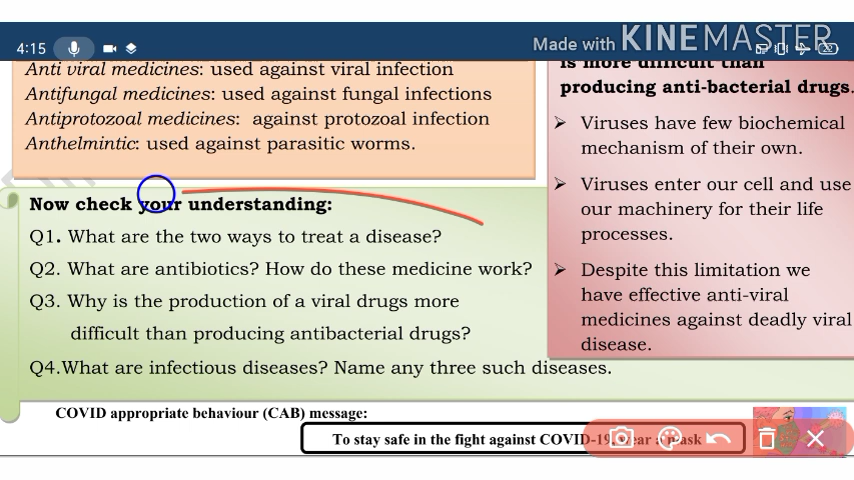 4:15
Made with KINEMASTER
Anti viral medicines: used against viral infection
Antifungal medicines: used against fungal infections
Antiprotozoal medicines: against protozoal infection
Anthelmintic: used against parasitic worms.
is more difficult than
producing anti-bacterial drugs.
➢ Viruses have few biochemical
mechanism of their own.
➢ Viruses enter our cell and use
our machinery for their life
processes.
➢ Despite this limitation we
have effective anti-viral
medicines against deadly viral
disease.
Now check your understanding:
Q1. What are the two ways to treat a disease?
Q2. What are antibiotics? How do these medicine work?
Q3. Why is the production of a viral drugs more
difficult than producing antibacterial drugs?
Q4.What are infectious diseases? Name any three such diseases.
COVID appropriate behaviour (CAB) message:
To stay safe in the fight against COVID-19, wear a mask